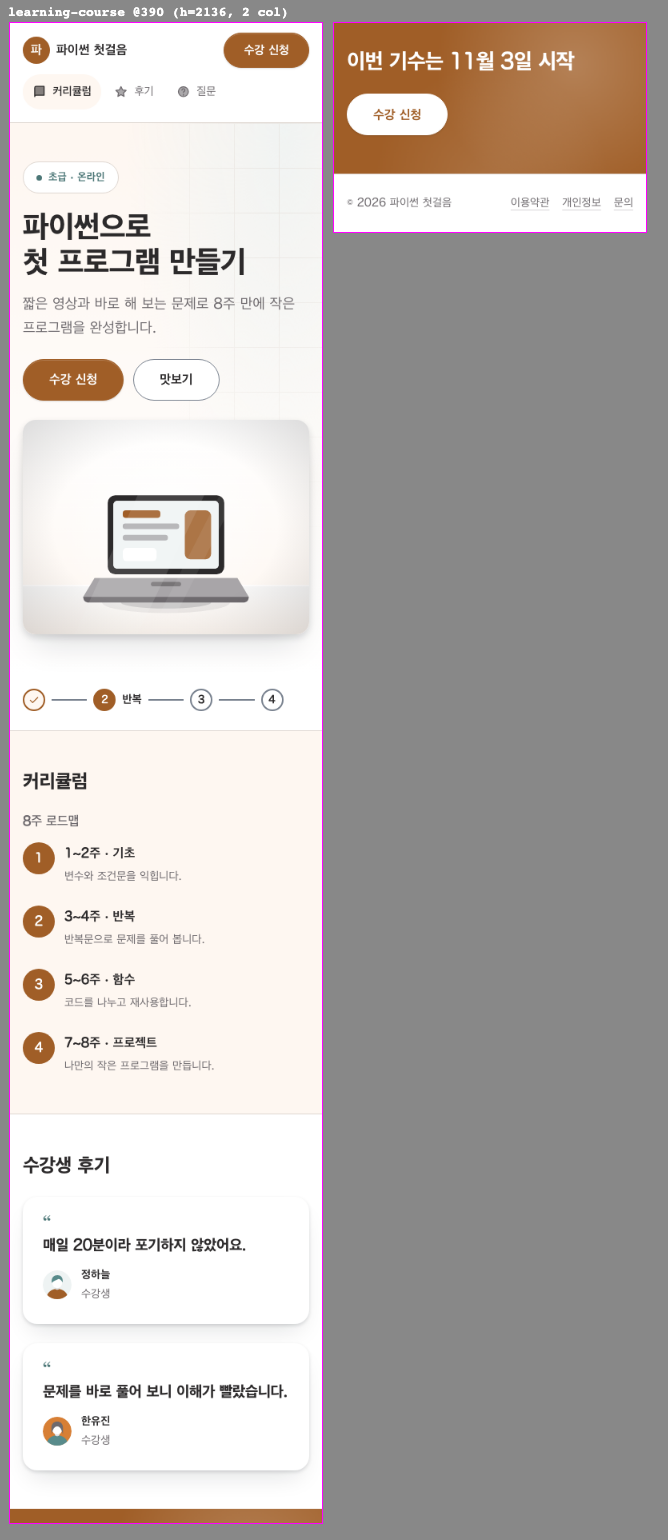 learning-course @390 (h=2136, 2 col)
파 파이썬 첫걸음 수강 신청
커리큘럼 후기 질문
초급 · 온라인
파이썬으로
첫 프로그램 만들기
짧은 영상과 바로 해 보는 문제로 8주 만에 작은
프로그램을 완성합니다.
수강 신청 맛보기
2 반복 3 4
커리큘럼
8주 로드맵
1 1~2주 · 기초
변수와 조건문을 익힙니다.
2 3~4주 · 반복
반복문으로 문제를 풀어 봅니다.
3 5~6주 · 함수
코드를 나누고 재사용합니다.
4 7~8주 · 프로젝트
나만의 작은 프로그램을 만듭니다.
수강생 후기
“
매일 20분이라 포기하지 않았어요.
정하늘
수강생
“
문제를 바로 풀어 보니 이해가 빨랐습니다.
한유진
수강생
이번 기수는 11월 3일 시작
수강 신청
© 2026 파이썬 첫걸음 이용약관 개인정보 문의